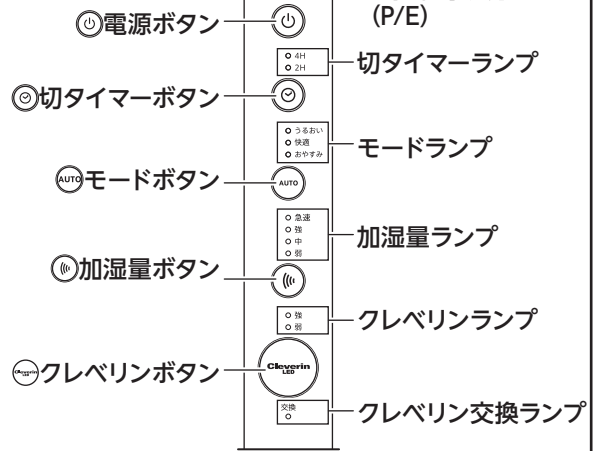 (P/E)
電源ボタン
4H
2H
切タイマーランプ
切タイマーボタン
うるおい
快適
おやすみ
モードランプ
AUTO モードボタン
AUTO
急速
強
中
弱
加湿量ランプ
加湿量ボタン
強
弱
クレベリンランプ
Cleverin LED クレベリンボタン
Cleverin
LED
交換
クレベリン交換ランプ